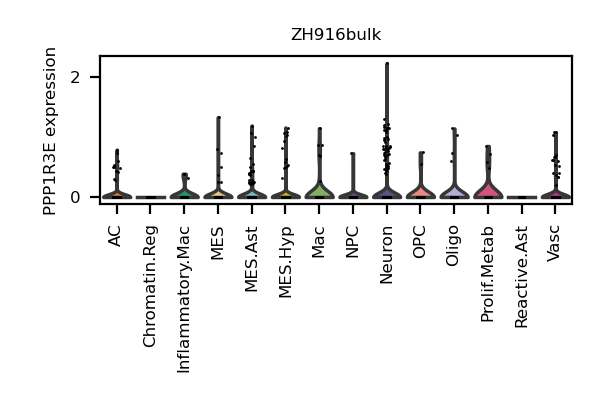 ZH916bulk
PPP1R3E expression
2
0
AC
Chromatin.Reg
Inflammatory.Mac
MES
MES.Ast
MES.Hyp
Mac
NPC
Neuron
OPC
Oligo
Prolif.Metab
Reactive.Ast
Vasc